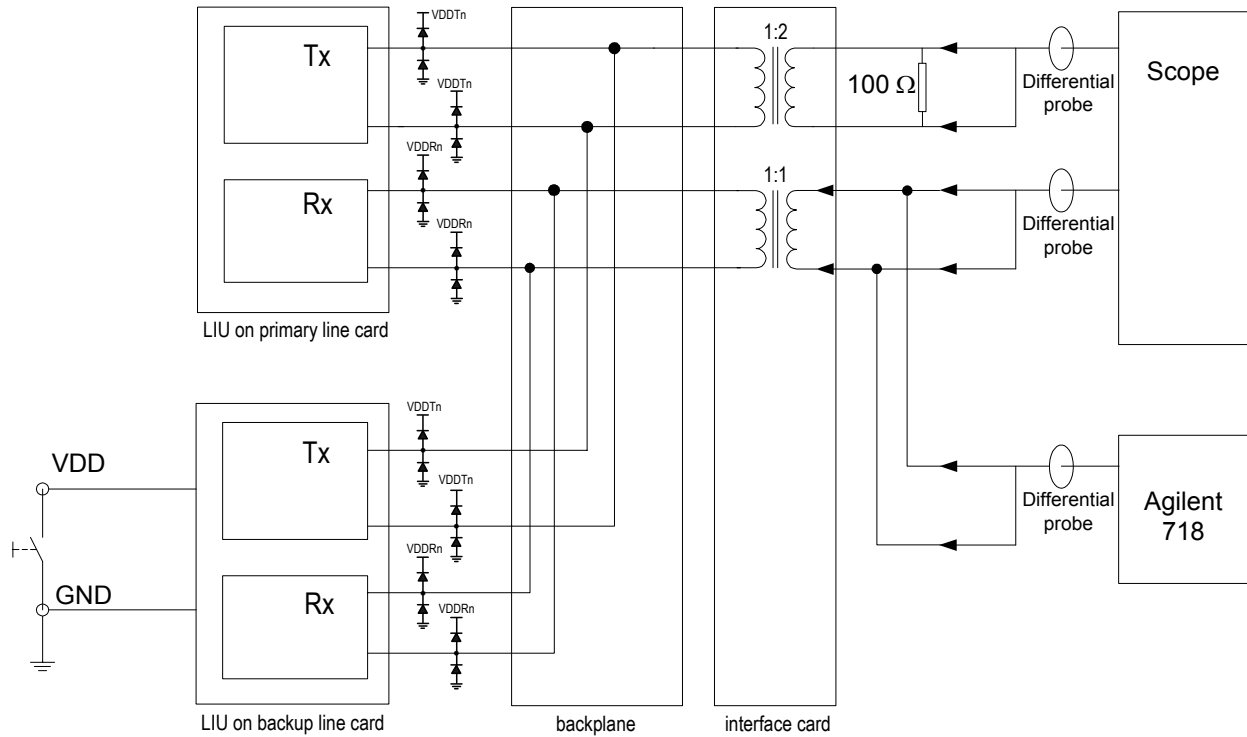 VDDTn
Tx
VDDTn
VDDRn
Rx
VDDRn
LIU on primary line card
1:2
100 Ω
Differential
probe
Scope
1:1
Differential
probe
VDD
GND
VDDTn
Tx
VDDTn
VDDRn
Rx
VDDRn
LIU on backup line card
backplane
interface card
Differential
probe
Agilent
718